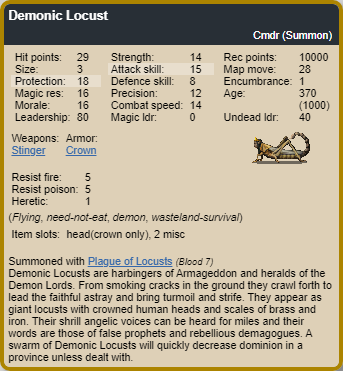 Demonic Locust
Cmdr (Summon)
Hit points: 29 Strength: 14 Rec points: 10000
Size: 3 Attack skill: 15 Map move: 28
Protection: 18 Defence skill: 8 Encumbrance: 1
Magic res: 16 Precision: 12 Age: 370
Morale: 16 Combat speed: 14 (1000)
Leadership: 80 Magic ldr: 0 Undead ldr: 40
Weapons: Armor:
Stinger Crown
Resist fire: 5
Resist poison: 5
Heretic: 1
(Flying, need-not-eat, demon, wasteland-survival)
Item slots: head(crown only), 2 misc
Summoned with Plague of Locusts (Blood 7)
Demonic Locusts are harbingers of Armageddon and heralds of the
Demon Lords. From smoking cracks in the ground they crawl forth to
lead the faithful astray and bring turmoil and strife. They appear as
giant locusts with crowned human heads and scales of brass and
iron. Their shrill angelic voices can be heard for miles and their
words are those of false prophets and rebellious demagogues. A
swarm of Demonic Locusts will quickly decrease dominion in a
province unless dealt with.